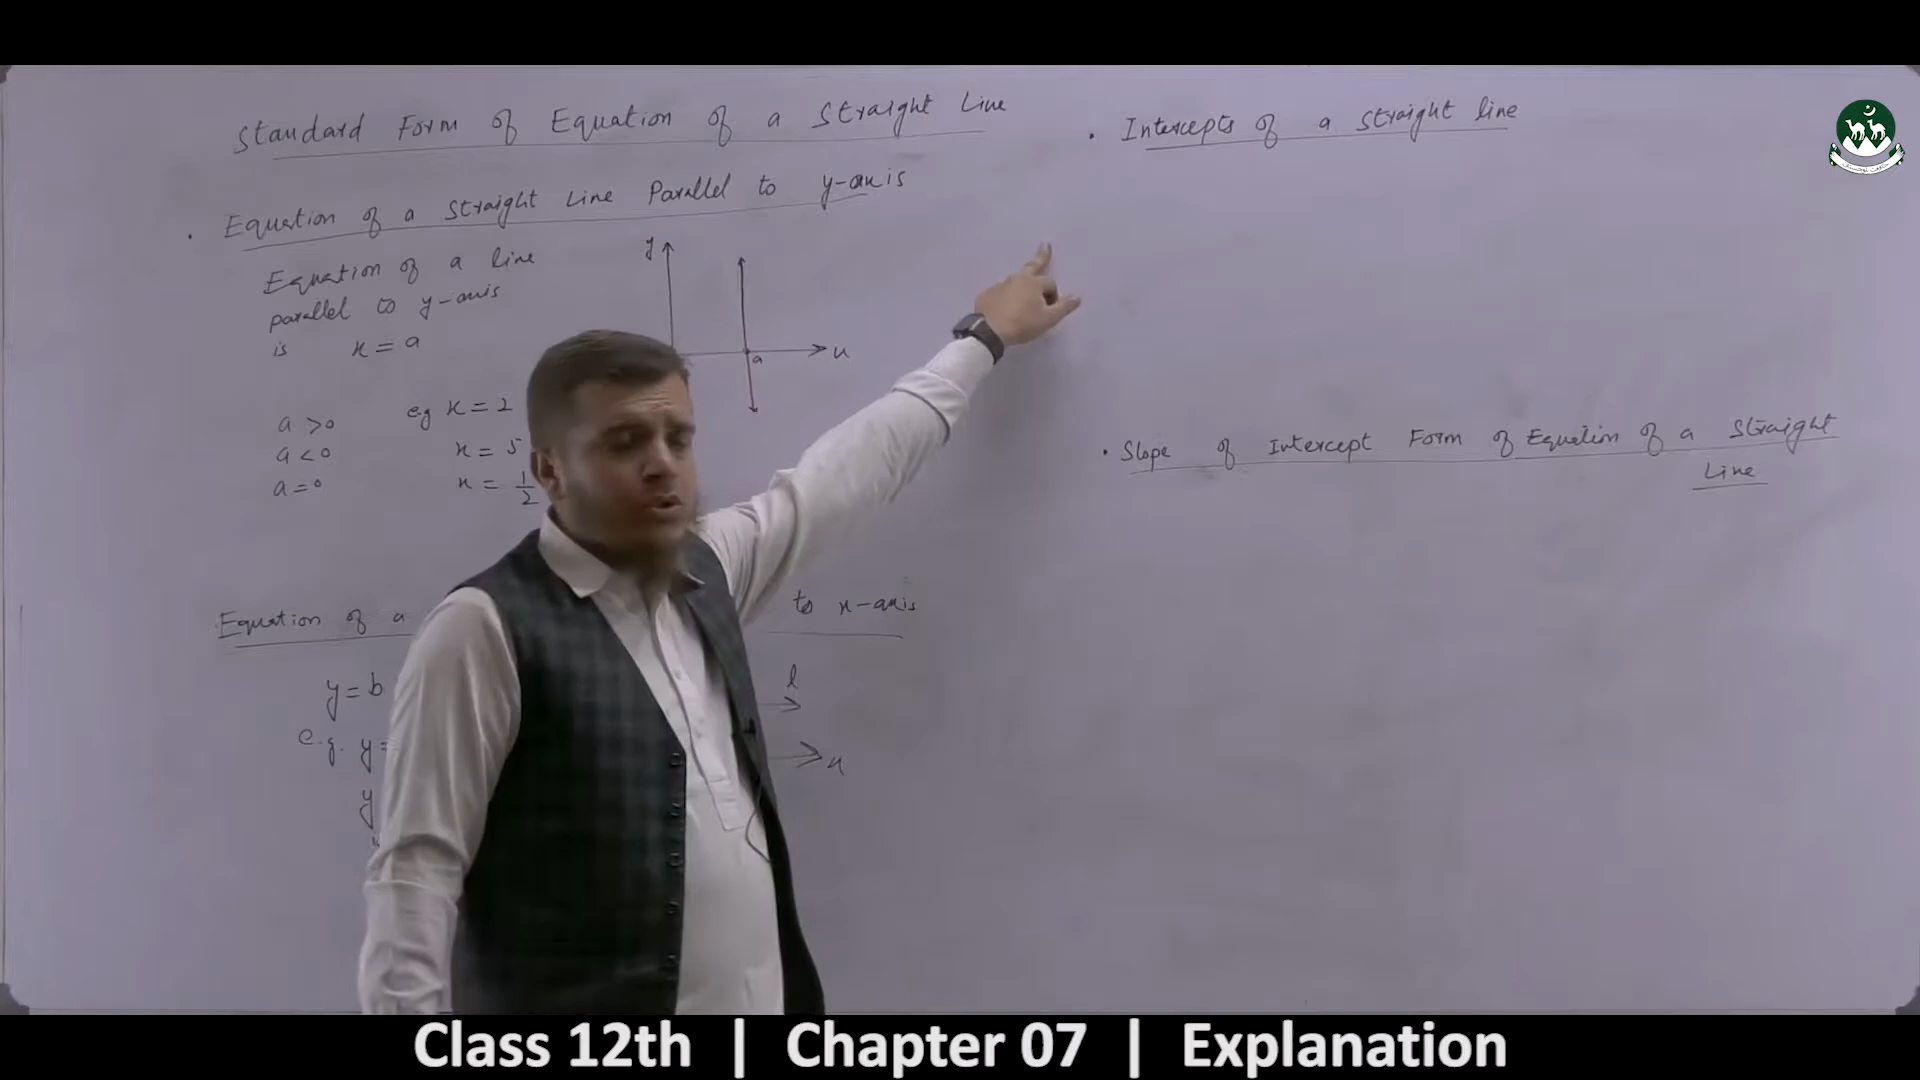 Standard Form of Equation of a Straight Line
. Equation of a Straight Line Parallel to y-axis
Equation of a line
parallel to y-axis
is x = a
y
a
x
a > 0 e.g x = 2
a < 0 x = 5
a = 0 x = 1/2
Equation of a to x-axis
y = b
l
e.g. y =
x
y
. Intercepts of a Straight line
. Slope of Intercept Form of Equation of a Straight
Line
Class 12th | Chapter 07 | Explanation